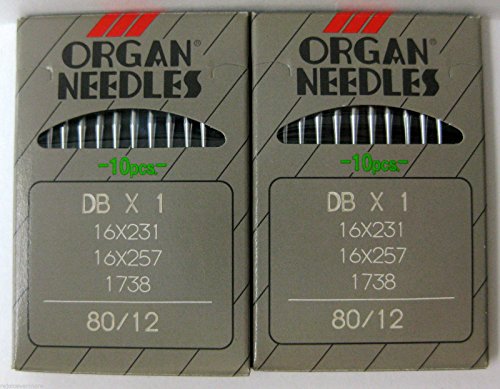 ORGAN®
NEEDLES
-10pcs.-
DB X 1
16X231
16X257
1738
80/12
ORGAN®
NEEDLES
-10pcs.-
DB X 1
16X231
16X257
1738
80/12